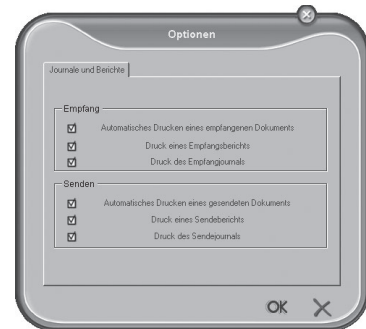 Optionen
Journale und Berichte
Empfang
Automatisches Drucken eines empfangenen Dokuments
Druck eines Empfangsberichts
Druck des Empfangjournals
Senden
Automatisches Drucken eines gesendeten Dokuments
Druck eines Sendeberichts
Druck des Sendejournals
OK